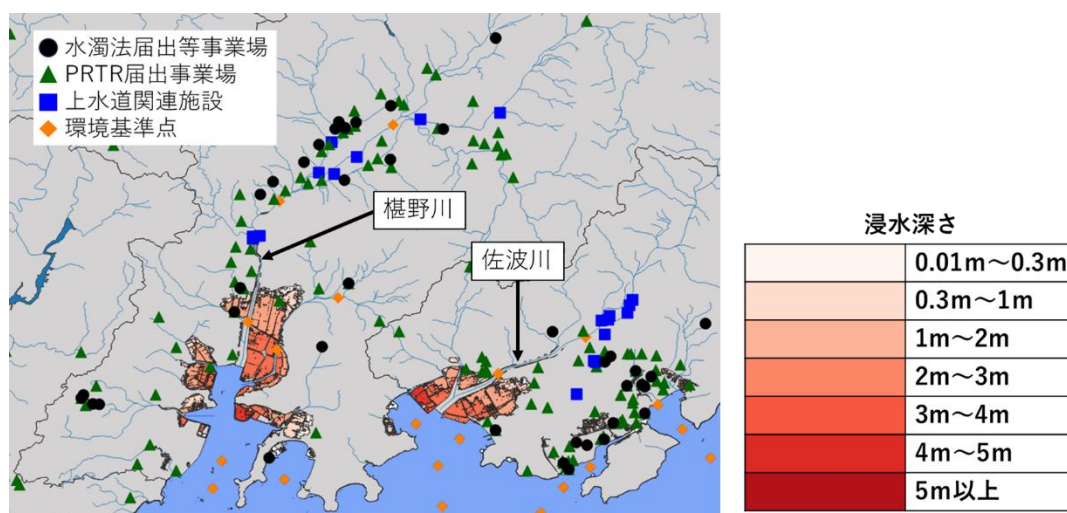 水濁法届出等事業場
PRTR届出事業場
上水道関連施設
環境基準点
椹野川
佐波川
浸水深さ
0.01m～0.3m
0.3m～1m
1m～2m
2m～3m
3m～4m
4m～5m
5m以上